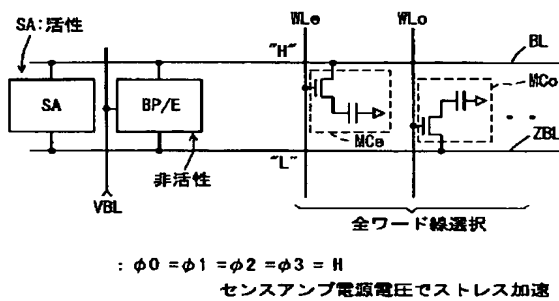 SA:活性
WLe
WLo
"H"
BL
SA
BP/E
MCo
MCe
ZBL
"L"
非活性
VBL
全ワード線選択
: φ0 =φ1 =φ2 =φ3 = H
センスアンプ電源電圧でストレス加速